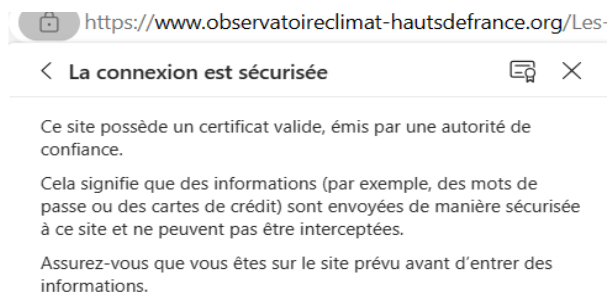 https://www.observatoireclimat-hautsdefrance.org/Les-
La connexion est sécurisée
Ce site possède un certificat valide, émis par une autorité de
confiance.
Cela signifie que des informations (par exemple, des mots de
passe ou des cartes de crédit) sont envoyées de manière sécurisée
à ce site et ne peuvent pas être interceptées.
Assurez-vous que vous êtes sur le site prévu avant d’entrer des
informations.